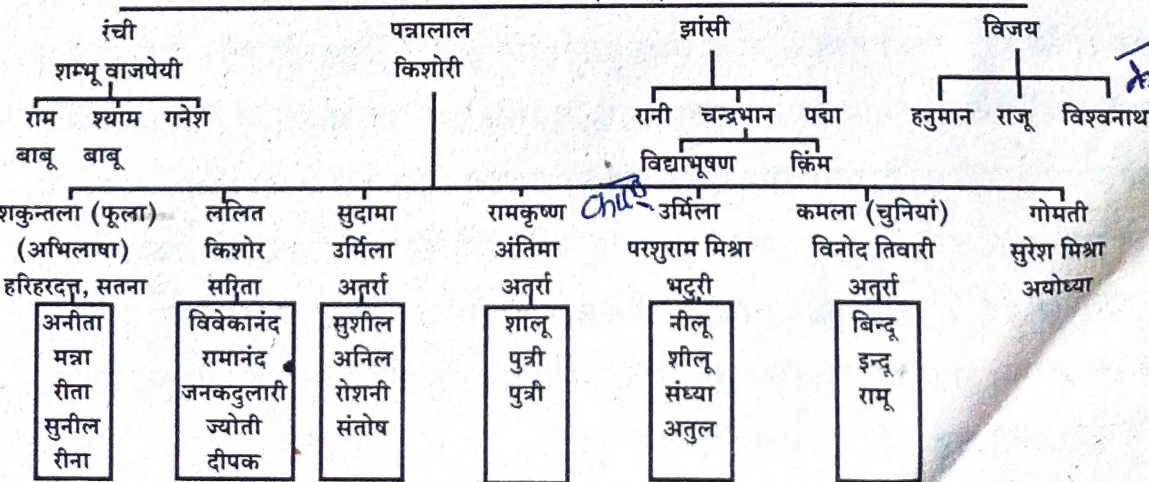 रंची पन्नालाल झांसी विजय
शम्भू वाजपेयी किशोरी
राम श्याम गनेश रानी चन्द्रभान पद्मा हनुमान राजू विश्वनाथ
बाबू बाबू विद्याभूषण किंम
शकुन्तला (फूला) ललित सुदामा रामकृष्ण उर्मिला कमला (चुनियां) गोमती
(अभिलाषा) किशोर उर्मिला अंतिमा परशुराम मिश्रा विनोद तिवारी सुरेश मिश्रा
हरिहरदत्त, सतना सरिता अतर्रा अतर्रा भदुरी अतर्रा अयोध्या
अनीता विवेकानंद सुशील शालू नीलू बिन्दू
मन्ना रामानंद अनिल पुत्री शीलू इन्दू
रीता जनकदुलारी रोशनी पुत्री संध्या रामू
सुनील ज्योती संतोष अतुल
रीना दीपक